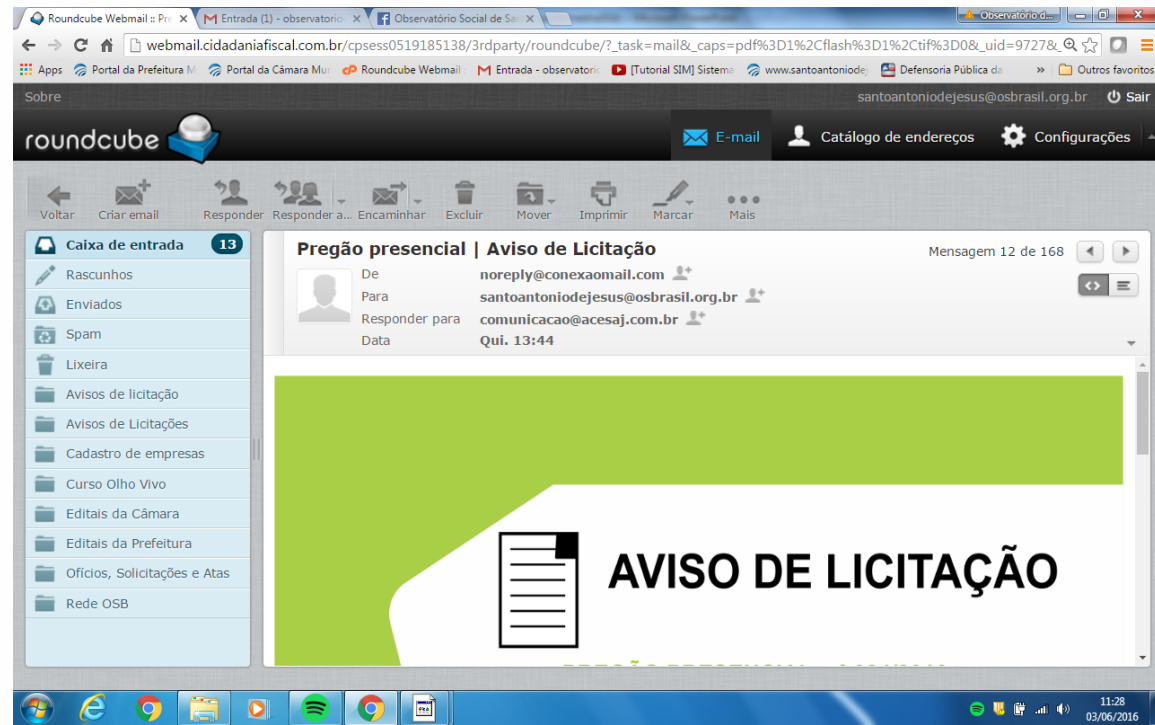 Roundcube Webmail :: Pre
Entrada (1) - observatorio
Observatório Social de Sa
Observatório d...
webmail.cidadaniafiscal.com.br/cpsess0519185138/3rdparty/roundcube/?_task=mail&_caps=pdf%3D1%2Cflash%3D1%2Ctif%3D0&_uid=9727&_
Apps Portal da Prefeitura M Portal da Câmara Mun Roundcube Webmail Entrada - observatorio [Tutorial SIM] Sistema www.santoantoniodej Defensoria Pública da » Outros favoritos
Sobre santoantoniodejesus@osbrasil.org.br Sair
roundcube E-mail Catálogo de endereços Configurações
Voltar Criar email Responder Responder a... Encaminhar Excluir Mover Imprimir Marcar Mais
Caixa de entrada 13
Rascunhos
Enviados
Spam
Lixeira
Avisos de licitação
Avisos de Licitações
Cadastro de empresas
Curso Olho Vivo
Editais da Câmara
Editais da Prefeitura
Ofícios, Solicitações e Atas
Rede OSB
Pregão presencial | Aviso de Licitação
Mensagem 12 de 168
De noreply@conexaomail.com
Para santoantoniodejesus@osbrasil.org.br
Responder para comunicacao@acesaj.com.br
Data Qui. 13:44
AVISO DE LICITAÇÃO
11:28
03/06/2016